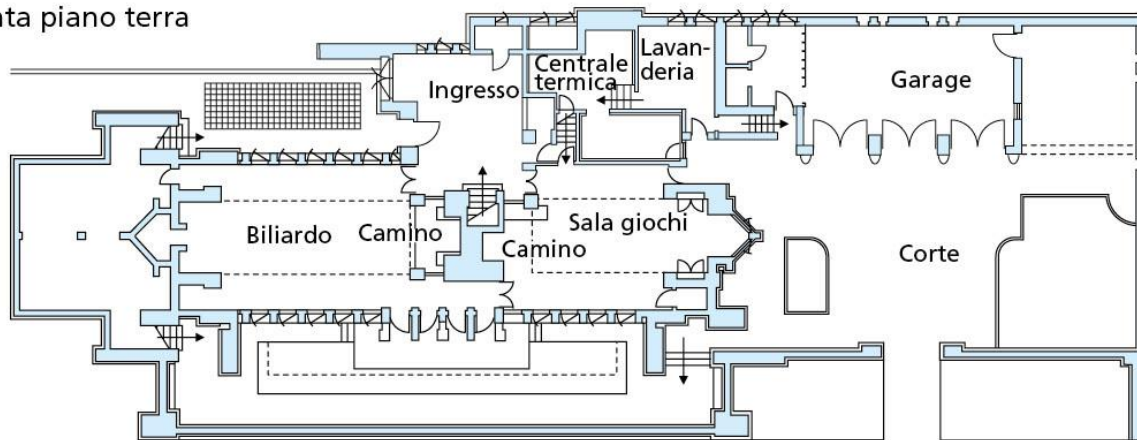 nta piano terra
Ingresso
Centrale
termica
Lavan-
deria
Garage
Biliardo
Camino
Camino
Sala giochi
Corte